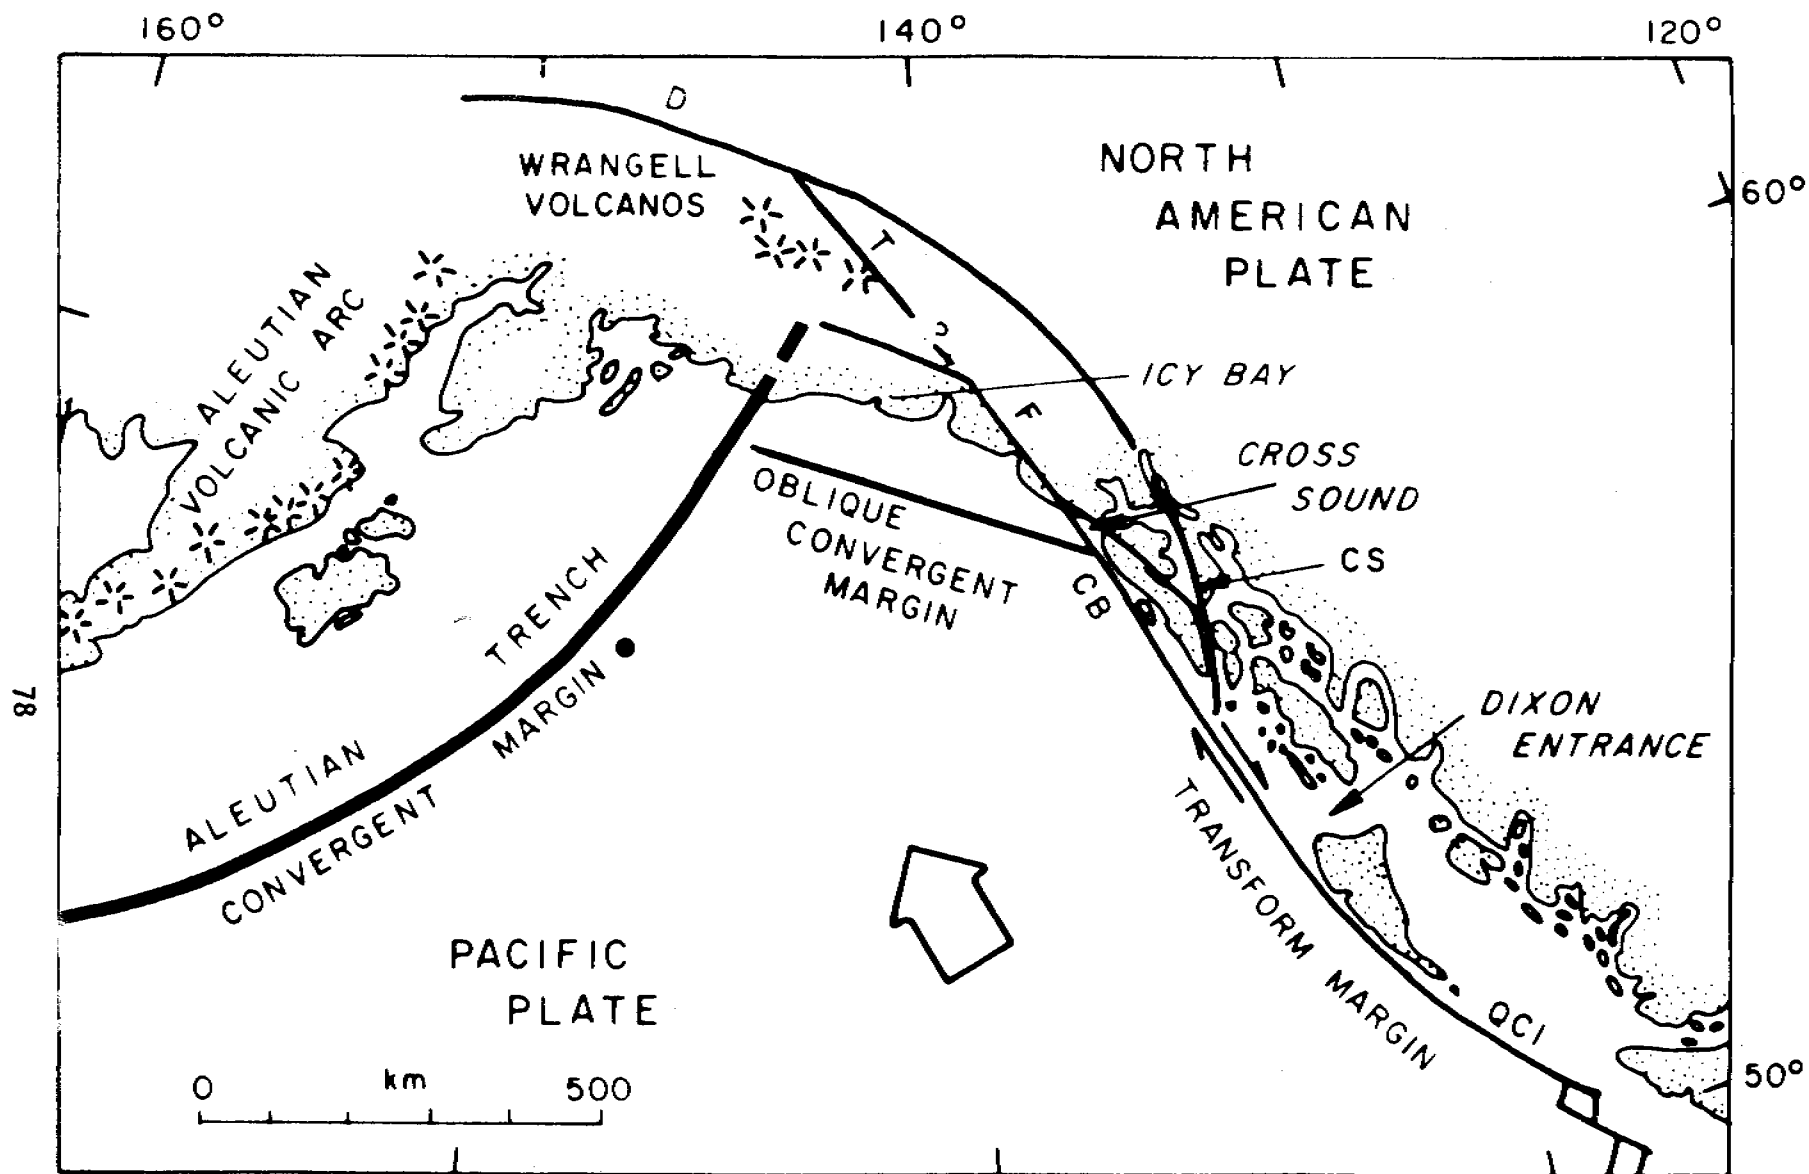 160°
140°
120°
D
WRANGELL
VOLCANOS
NORTH
AMERICAN
PLATE
60°
T
ALEUTIAN
VOLCANIC ARC
?
ICY BAY
F
CROSS
SOUND
OBLIQUE
CONVERGENT
MARGIN
CS
CB
TRENCH
MARGIN
ALEUTIAN
CONVERGENT
DIXON
ENTRANCE
78
TRANSFORM MARGIN
PACIFIC
PLATE
QCI
0 km 500
50°